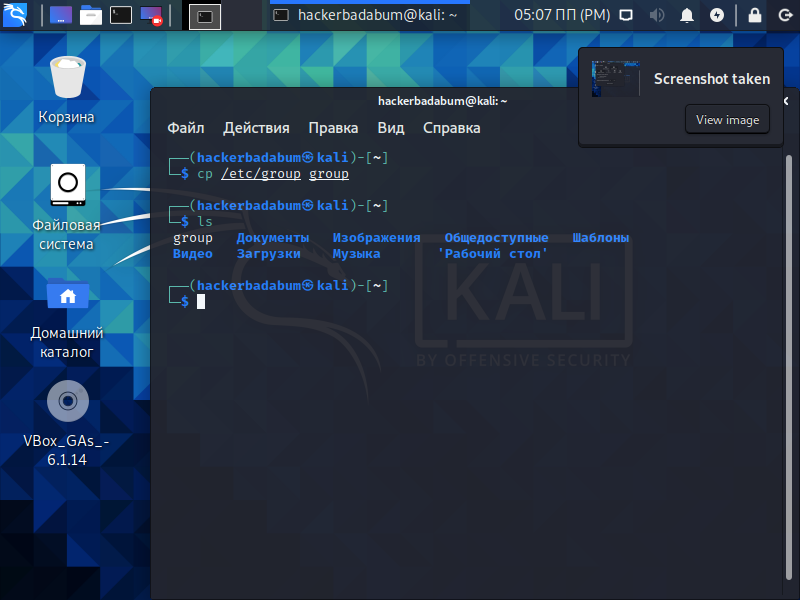 hackerbadabum@kali: ~
05:07 ПП (PM)
Screenshot taken
View image
Корзина
Файловая
система
Домашний
каталог
VBox_GAs_-
6.1.14
hackerbadabum@kali: ~
Файл Действия Правка Вид Справка
┌──(hackerbadabum㉿kali)-[~]
└─$ cp /etc/group group
┌──(hackerbadabum㉿kali)-[~]
└─$ ls
group Документы Изображения Общедоступные Шаблоны
Видео Загрузки Музыка 'Рабочий стол'
┌──(hackerbadabum㉿kali)-[~]
└─$
KALI
BY OFFENSIVE SECURITY